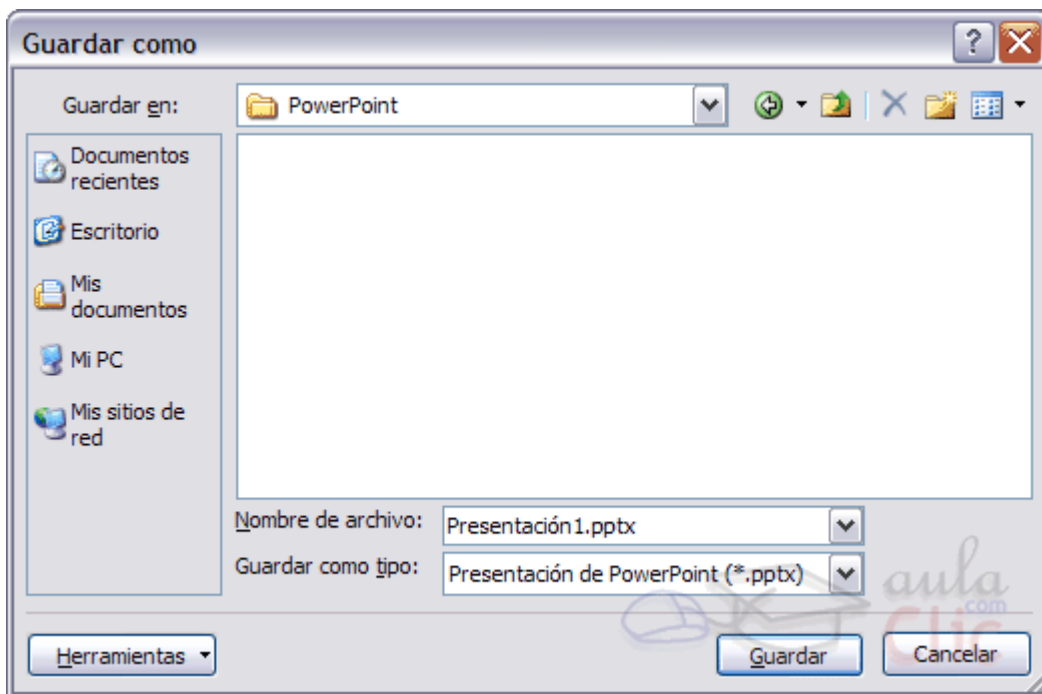 Guardar como
Guardar en:
PowerPoint
Documentos
recientes
Escritorio
Mis
documentos
Mi PC
Mis sitios de
red
Nombre de archivo:
Presentación1.pptx
Guardar como tipo:
Presentación de PowerPoint (*.pptx)
aula
.com
Clic
Herramientas
Guardar
Cancelar